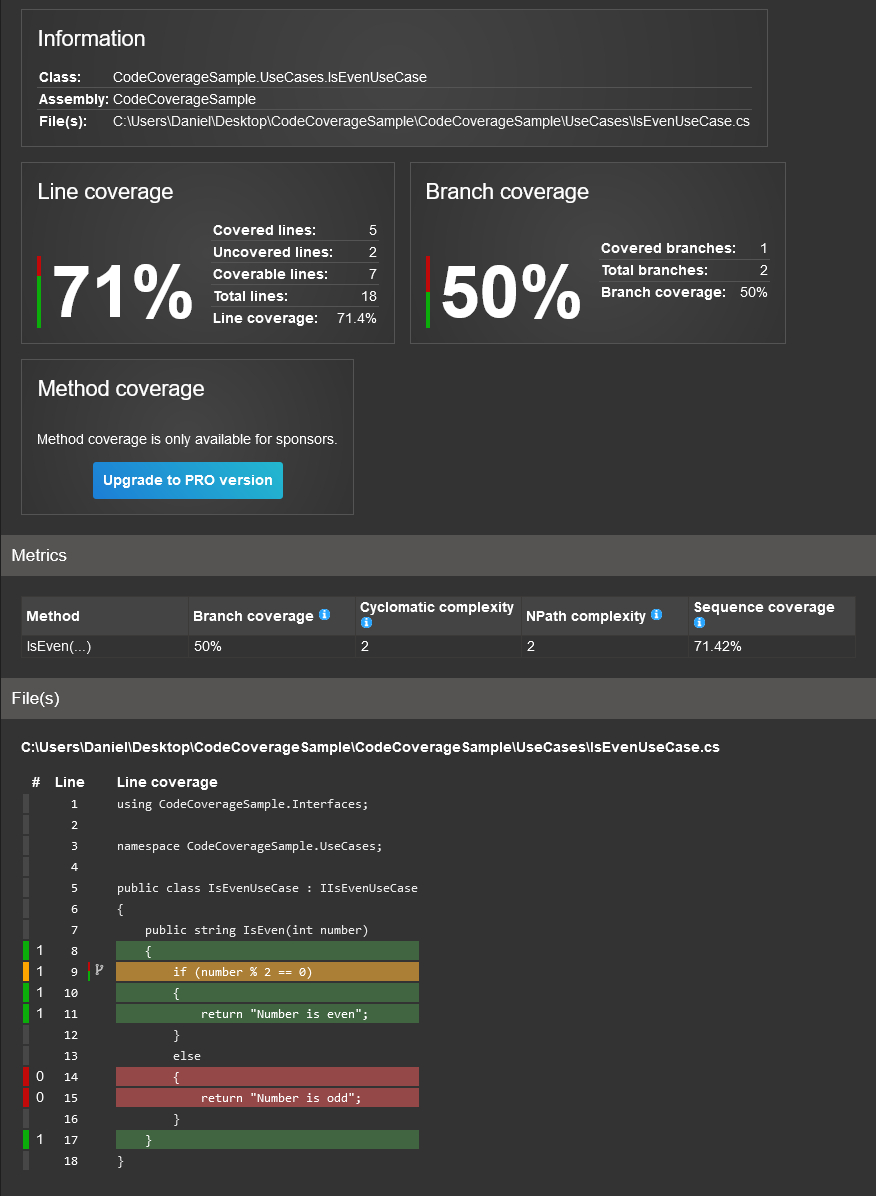 Information
Class: CodeCoverageSample.UseCases.IsEvenUseCase
Assembly: CodeCoverageSample
File(s): C:\Users\Daniel\Desktop\CodeCoverageSample\CodeCoverageSample\UseCases\IsEvenUseCase.cs
Line coverage
71%
Covered lines: 5
Uncovered lines: 2
Coverable lines: 7
Total lines: 18
Line coverage: 71.4%
Branch coverage
50%
Covered branches: 1
Total branches: 2
Branch coverage: 50%
Method coverage
Method coverage is only available for sponsors.
Upgrade to PRO version
Metrics
Method Branch coverage Cyclomatic complexity NPath complexity Sequence coverage
IsEven(...) 50% 2 2 71.42%
File(s)
C:\Users\Daniel\Desktop\CodeCoverageSample\CodeCoverageSample\UseCases\IsEvenUseCase.cs
# Line Line coverage
1 using CodeCoverageSample.Interfaces;
2
3 namespace CodeCoverageSample.UseCases;
4
5 public class IsEvenUseCase : IIsEvenUseCase
6 {
7 public string IsEven(int number)
1 8 {
1 9 if (number % 2 == 0)
1 10 {
1 11 return "Number is even";
12 }
13 else
0 14 {
0 15 return "Number is odd";
16 }
1 17 }
18 }